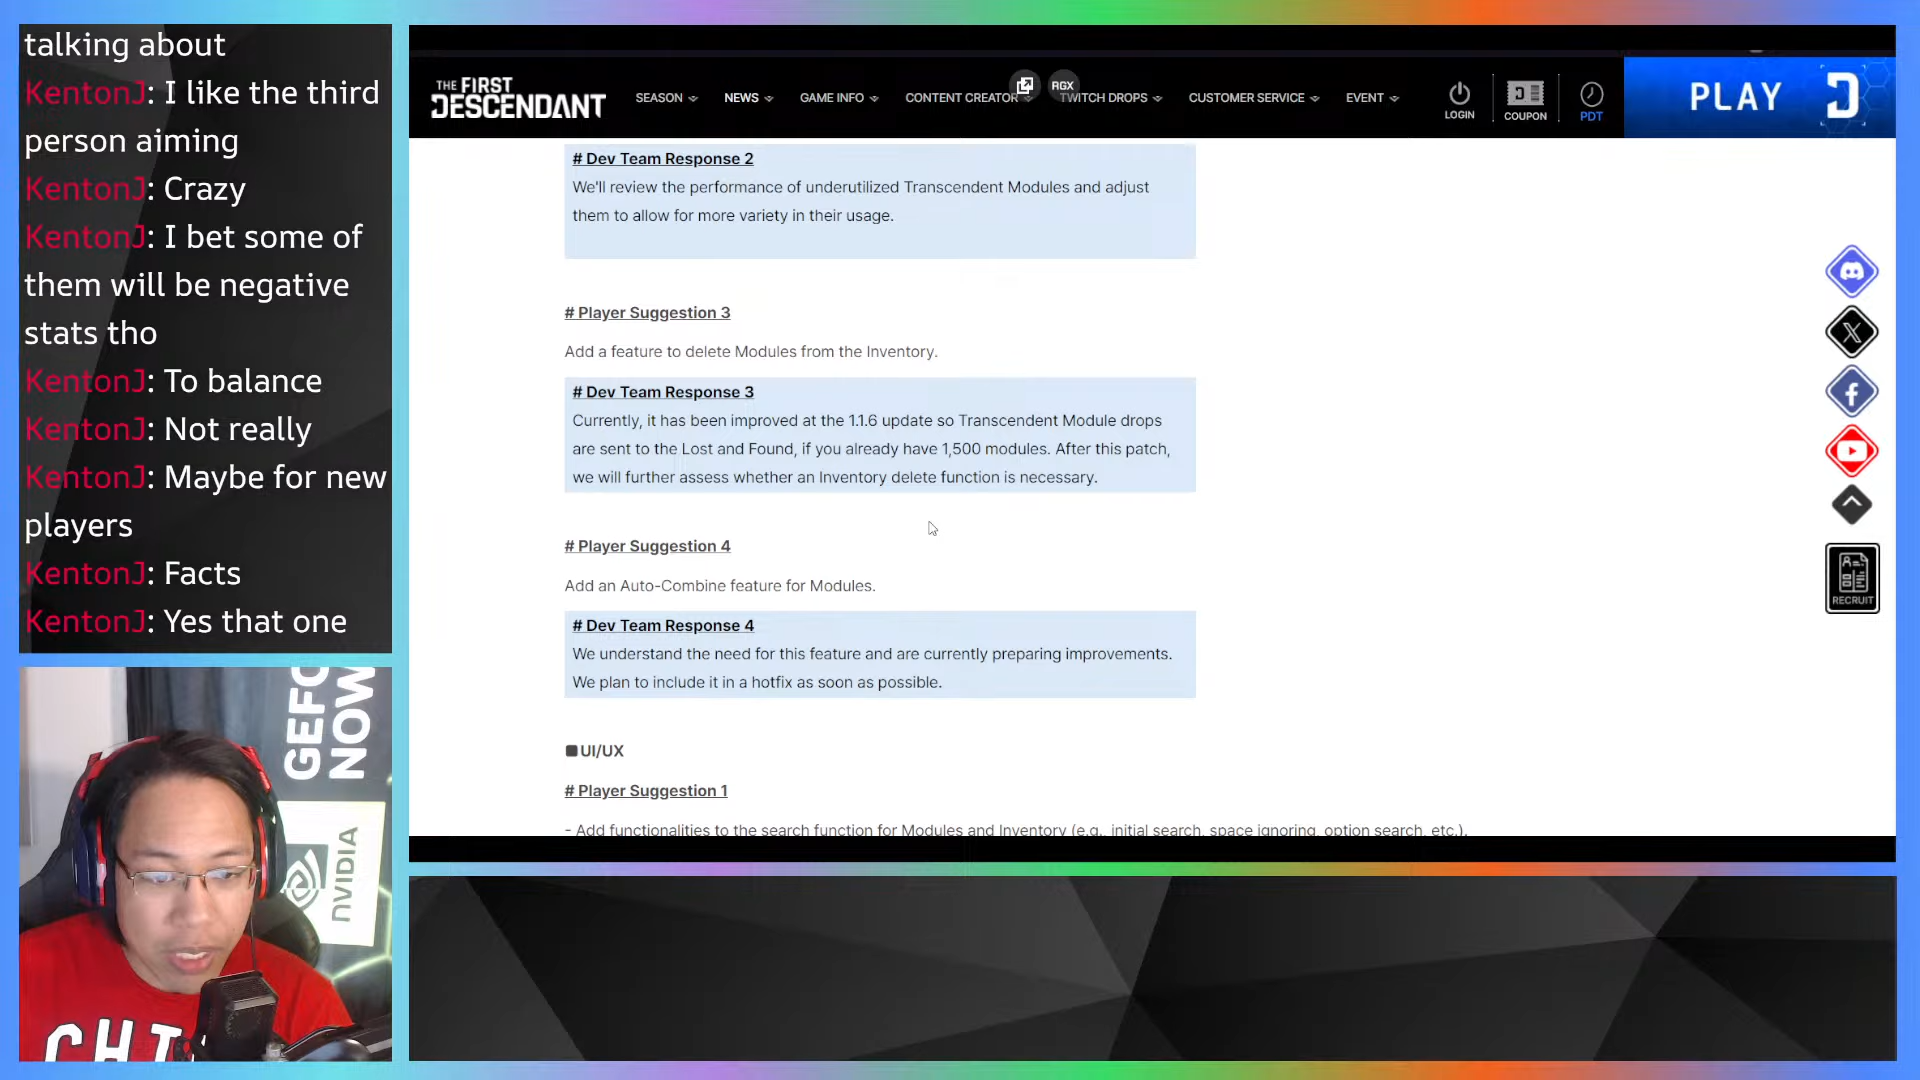 talking about
KentonJ: I like the third
person aiming
KentonJ: Crazy
KentonJ: I bet some of
them will be negative
stats tho
KentonJ: To balance
KentonJ: Not really
KentonJ: Maybe for new
players
KentonJ: Facts
KentonJ: Yes that one
GEFO
NOW
NVIDIA
THE FIRST
DESCENDANT
SEASON
NEWS
GAME INFO
CONTENT CREATOR
RGX
TWITCH DROPS
CUSTOMER SERVICE
EVENT
LOGIN
COUPON
PDT
PLAY
# Dev Team Response 2
We'll review the performance of underutilized Transcendent Modules and adjust
them to allow for more variety in their usage.
# Player Suggestion 3
Add a feature to delete Modules from the Inventory.
# Dev Team Response 3
Currently, it has been improved at the 1.1.6 update so Transcendent Module drops
are sent to the Lost and Found, if you already have 1,500 modules. After this patch,
we will further assess whether an Inventory delete function is necessary.
# Player Suggestion 4
Add an Auto-Combine feature for Modules.
# Dev Team Response 4
We understand the need for this feature and are currently preparing improvements.
We plan to include it in a hotfix as soon as possible.
UI/UX
# Player Suggestion 1
- Add functionalities to the search function for Modules and Inventory (e.g., initial search, space ignoring, option search, etc.).
RECRUIT